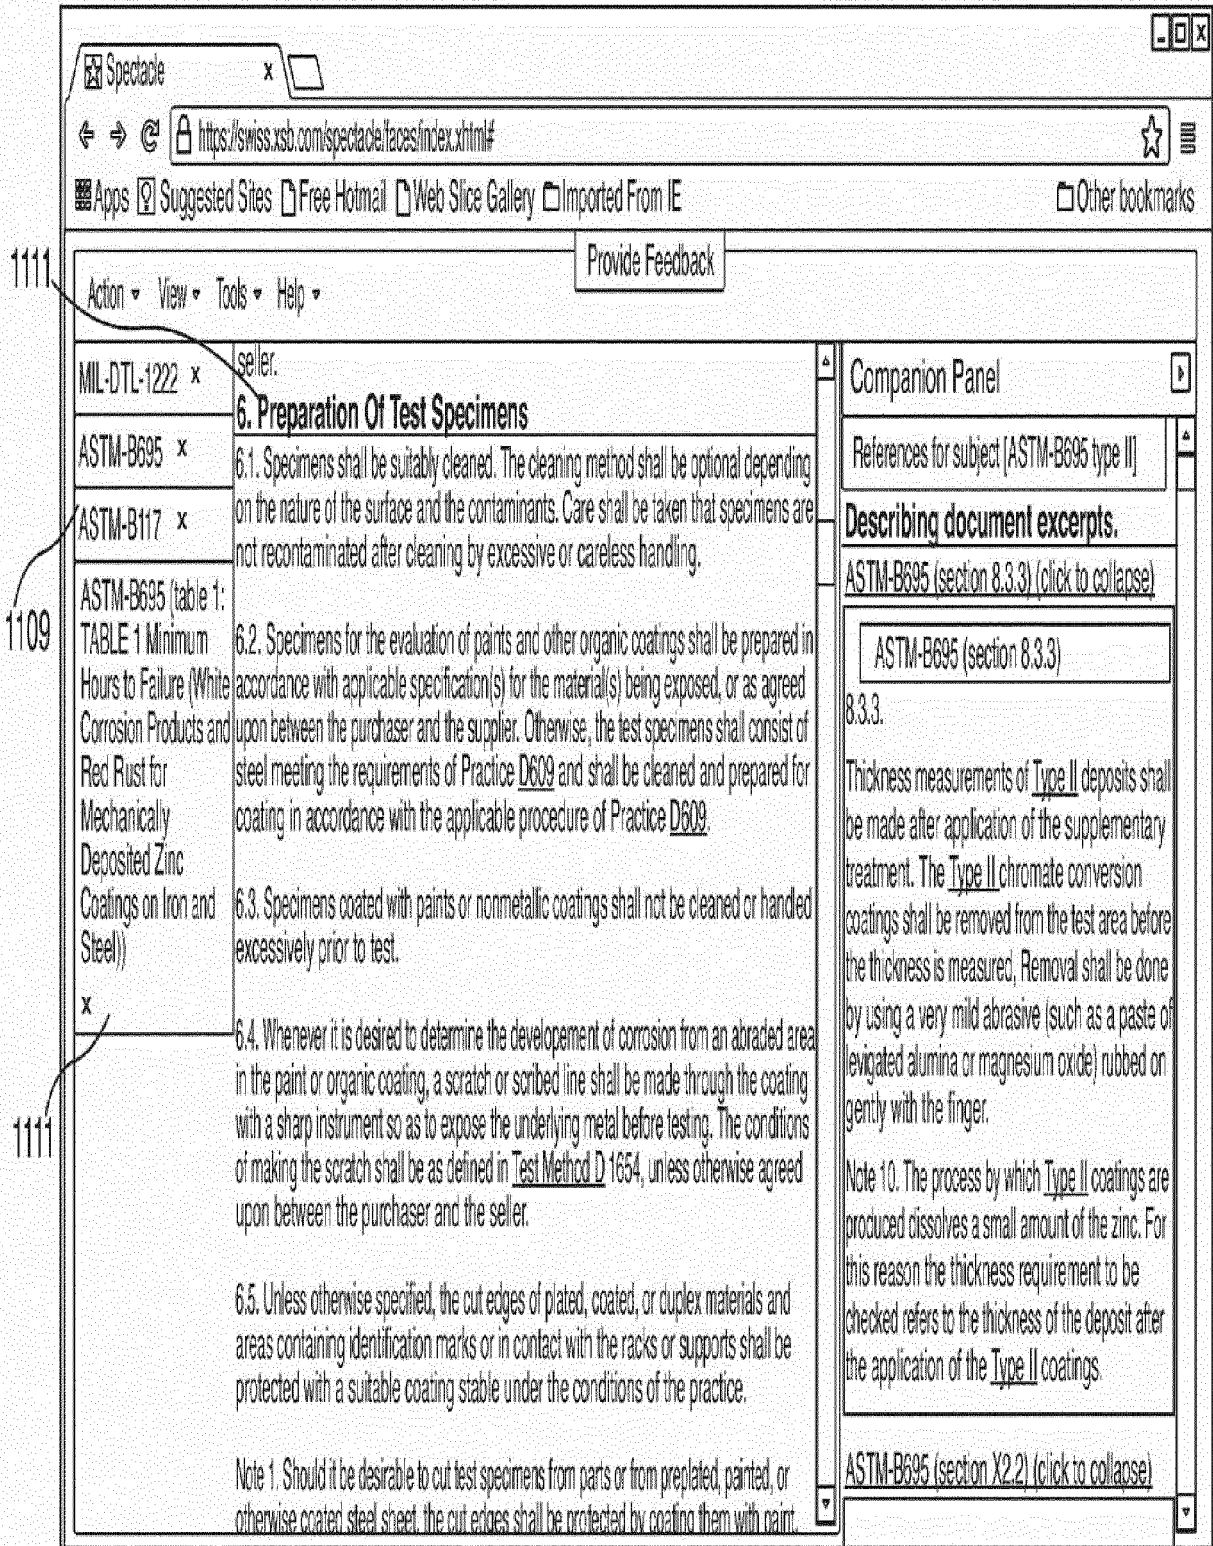 Spectacle x
https://swiss.xsb.com/spectacle/faces/index.xhtml#
Apps Suggested Sites Free Hotmail Web Slice Gallery Imported From IE Other bookmarks
Provide Feedback
1111
Action View Tools Help
MIL-DTL-1222 x
ASTM-B695 x
ASTM-B117 x
1109
ASTM-B695 (table 1:
TABLE 1 Minimum
Hours to Failure (White
Corrosion Products and
Red Rust for
Mechanically
Deposited Zinc
Coatings on Iron and
Steel))
x
1111
seller.
6. Preparation Of Test Specimens
6.1. Specimens shall be suitably cleaned. The cleaning method shall be optional depending
on the nature of the surface and the contaminants. Care shall be taken that specimens are
not recontaminated after cleaning by excessive or careless handling.
6.2. Specimens for the evaluation of paints and other organic coatings shall be prepared in
accordance with applicable specification(s) for the material(s) being exposed, or as agreed
upon between the purchaser and the supplier. Otherwise, the test specimens shall consist of
steel meeting the requirements of Practice D609 and shall be cleaned and prepared for
coating in accordance with the applicable procedure of Practice D609.
6.3. Specimens coated with paints or nonmetallic coatings shall not be cleaned or handled
excessively prior to test.
6.4. Whenever it is desired to determine the developement of corrosion from an abraded area
in the paint or organic coating, a scratch or scribed line shall be made through the coating
with a sharp instrument so as to expose the underlying metal before testing. The conditions
of making the scratch shall be as defined in Test Method D 1654, unless otherwise agreed
upon between the purchaser and the seller.
6.5. Unless otherwise specified, the cut edges of plated, coated, or duplex materials and
areas containing identification marks or in contact with the racks or supports shall be
protected with a suitable coating stable under the conditions of the practice.
Note 1. Should it be desirable to cut test specimens from parts or from preplated, painted, or
otherwise coated steel sheet, the cut edges shall be protected by coating them with paint,
Companion Panel
References for subject [ASTM-B695 type II]
Describing document excerpts.
ASTM-B695 (section 8.3.3) (click to collapse)
ASTM-B695 (section 8.3.3)
8.3.3.
Thickness measurements of Type II deposits shall
be made after application of the supplementary
treatment. The Type II chromate conversion
coatings shall be removed from the test area before
the thickness is measured, Removal shall be done
by using a very mild abrasive (such as a paste of
levigated alumina or magnesium oxide) rubbed on
gently with the finger.
Note 10. The process by which Type II coatings are
produced dissolves a small amount of the zinc. For
this reason the thickness requirement to be
checked refers to the thickness of the deposit after
the application of the Type II coatings.
ASTM-B695 (section X2.2) (click to collapse)